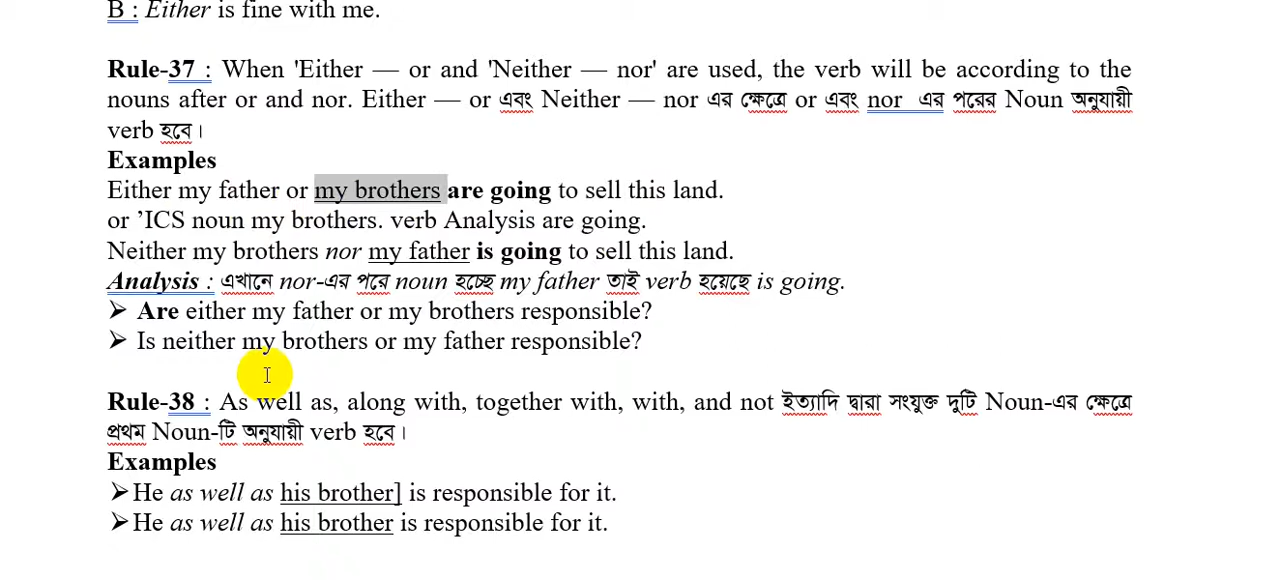 B : Either is fine with me.
Rule-37 : When 'Either — or and 'Neither — nor' are used, the verb will be according to the
nouns after or and nor. Either — or এবং Neither — nor এর ক্ষেত্রে or এবং nor এর পরের Noun অনুযায়ী
verb হবে।
Examples
Either my father or my brothers are going to sell this land.
or ’ICS noun my brothers. verb Analysis are going.
Neither my brothers nor my father is going to sell this land.
Analysis : এখানে nor-এর পরে noun হচ্ছে my father তাই verb হয়েছে is going.
➢ Are either my father or my brothers responsible?
➢ Is neither my brothers or my father responsible?
Rule-38 : As well as, along with, together with, with, and not ইত্যাদি দ্বারা সংযুক্ত দুটি Noun-এর ক্ষেত্রে
প্রথম Noun-টি অনুযায়ী verb হবে।
Examples
➢He as well as his brother] is responsible for it.
➢He as well as his brother is responsible for it.